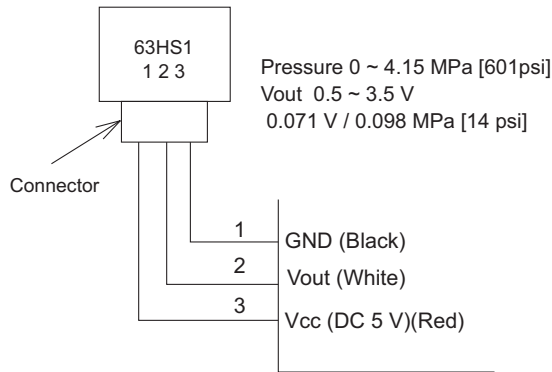 63HS1
1 2 3
Pressure 0 ~ 4.15 MPa [601psi]
Vout 0.5 ~ 3.5 V
0.071 V / 0.098 MPa [14 psi]
Connector
1
GND (Black)
2
Vout (White)
3
Vcc (DC 5 V)(Red)